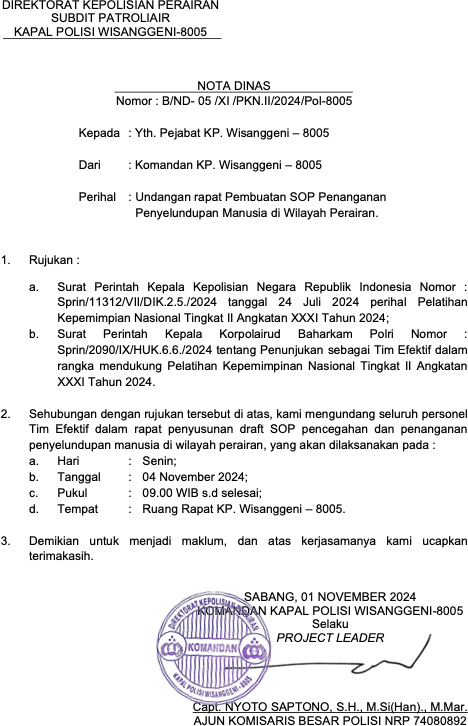 DIREKTORAT KEPOLISIAN PERAIRAN
SUBDIT PATROLIAIR
KAPAL POLISI WISANGGENI-8005
NOTA DINAS
Nomor : B/ND- 05 /XI /PKN.II/2024/Pol-8005
Kepada : Yth. Pejabat KP. Wisanggeni – 8005
Dari : Komandan KP. Wisanggeni – 8005
Perihal : Undangan rapat Pembuatan SOP Penanganan
Penyelundupan Manusia di Wilayah Perairan.
1. Rujukan :
a. Surat Perintah Kepala Kepolisian Negara Republik Indonesia Nomor :
Sprin/11312/VII/DIK.2.5./2024 tanggal 24 Juli 2024 perihal Pelatihan
Kepemimpian Nasional Tingkat II Angkatan XXXI Tahun 2024;
b. Surat Perintah Kepala Korpolairud Baharkam Polri Nomor :
Sprin/2090/IX/HUK.6.6./2024 tentang Penunjukan sebagai Tim Efektif dalam
rangka mendukung Pelatihan Kepemimpinan Nasional Tingkat II Angkatan
XXXI Tahun 2024.
2. Sehubungan dengan rujukan tersebut di atas, kami mengundang seluruh personel
Tim Efektif dalam rapat penyusunan draft SOP pencegahan dan penanganan
penyelundupan manusia di wilayah perairan, yang akan dilaksanakan pada :
a. Hari : Senin;
b. Tanggal : 04 November 2024;
c. Pukul : 09.00 WIB s.d selesai;
d. Tempat : Ruang Rapat KP. Wisanggeni – 8005.
3. Demikian untuk menjadi maklum, dan atas kerjasamanya kami ucapkan
terimakasih.
SABANG, 01 NOVEMBER 2024
KOMANDAN KAPAL POLISI WISANGGENI-8005
Selaku
PROJECT LEADER
DIREKTORAT KEPOLISIAN PERAIRAN
KAPAL POLISI WISANGGENI-8005
Capt. NYOTO SAPTONO, S.H., M.Si(Han)., M.Mar.
AJUN KOMISARIS BESAR POLISI NRP 74080892